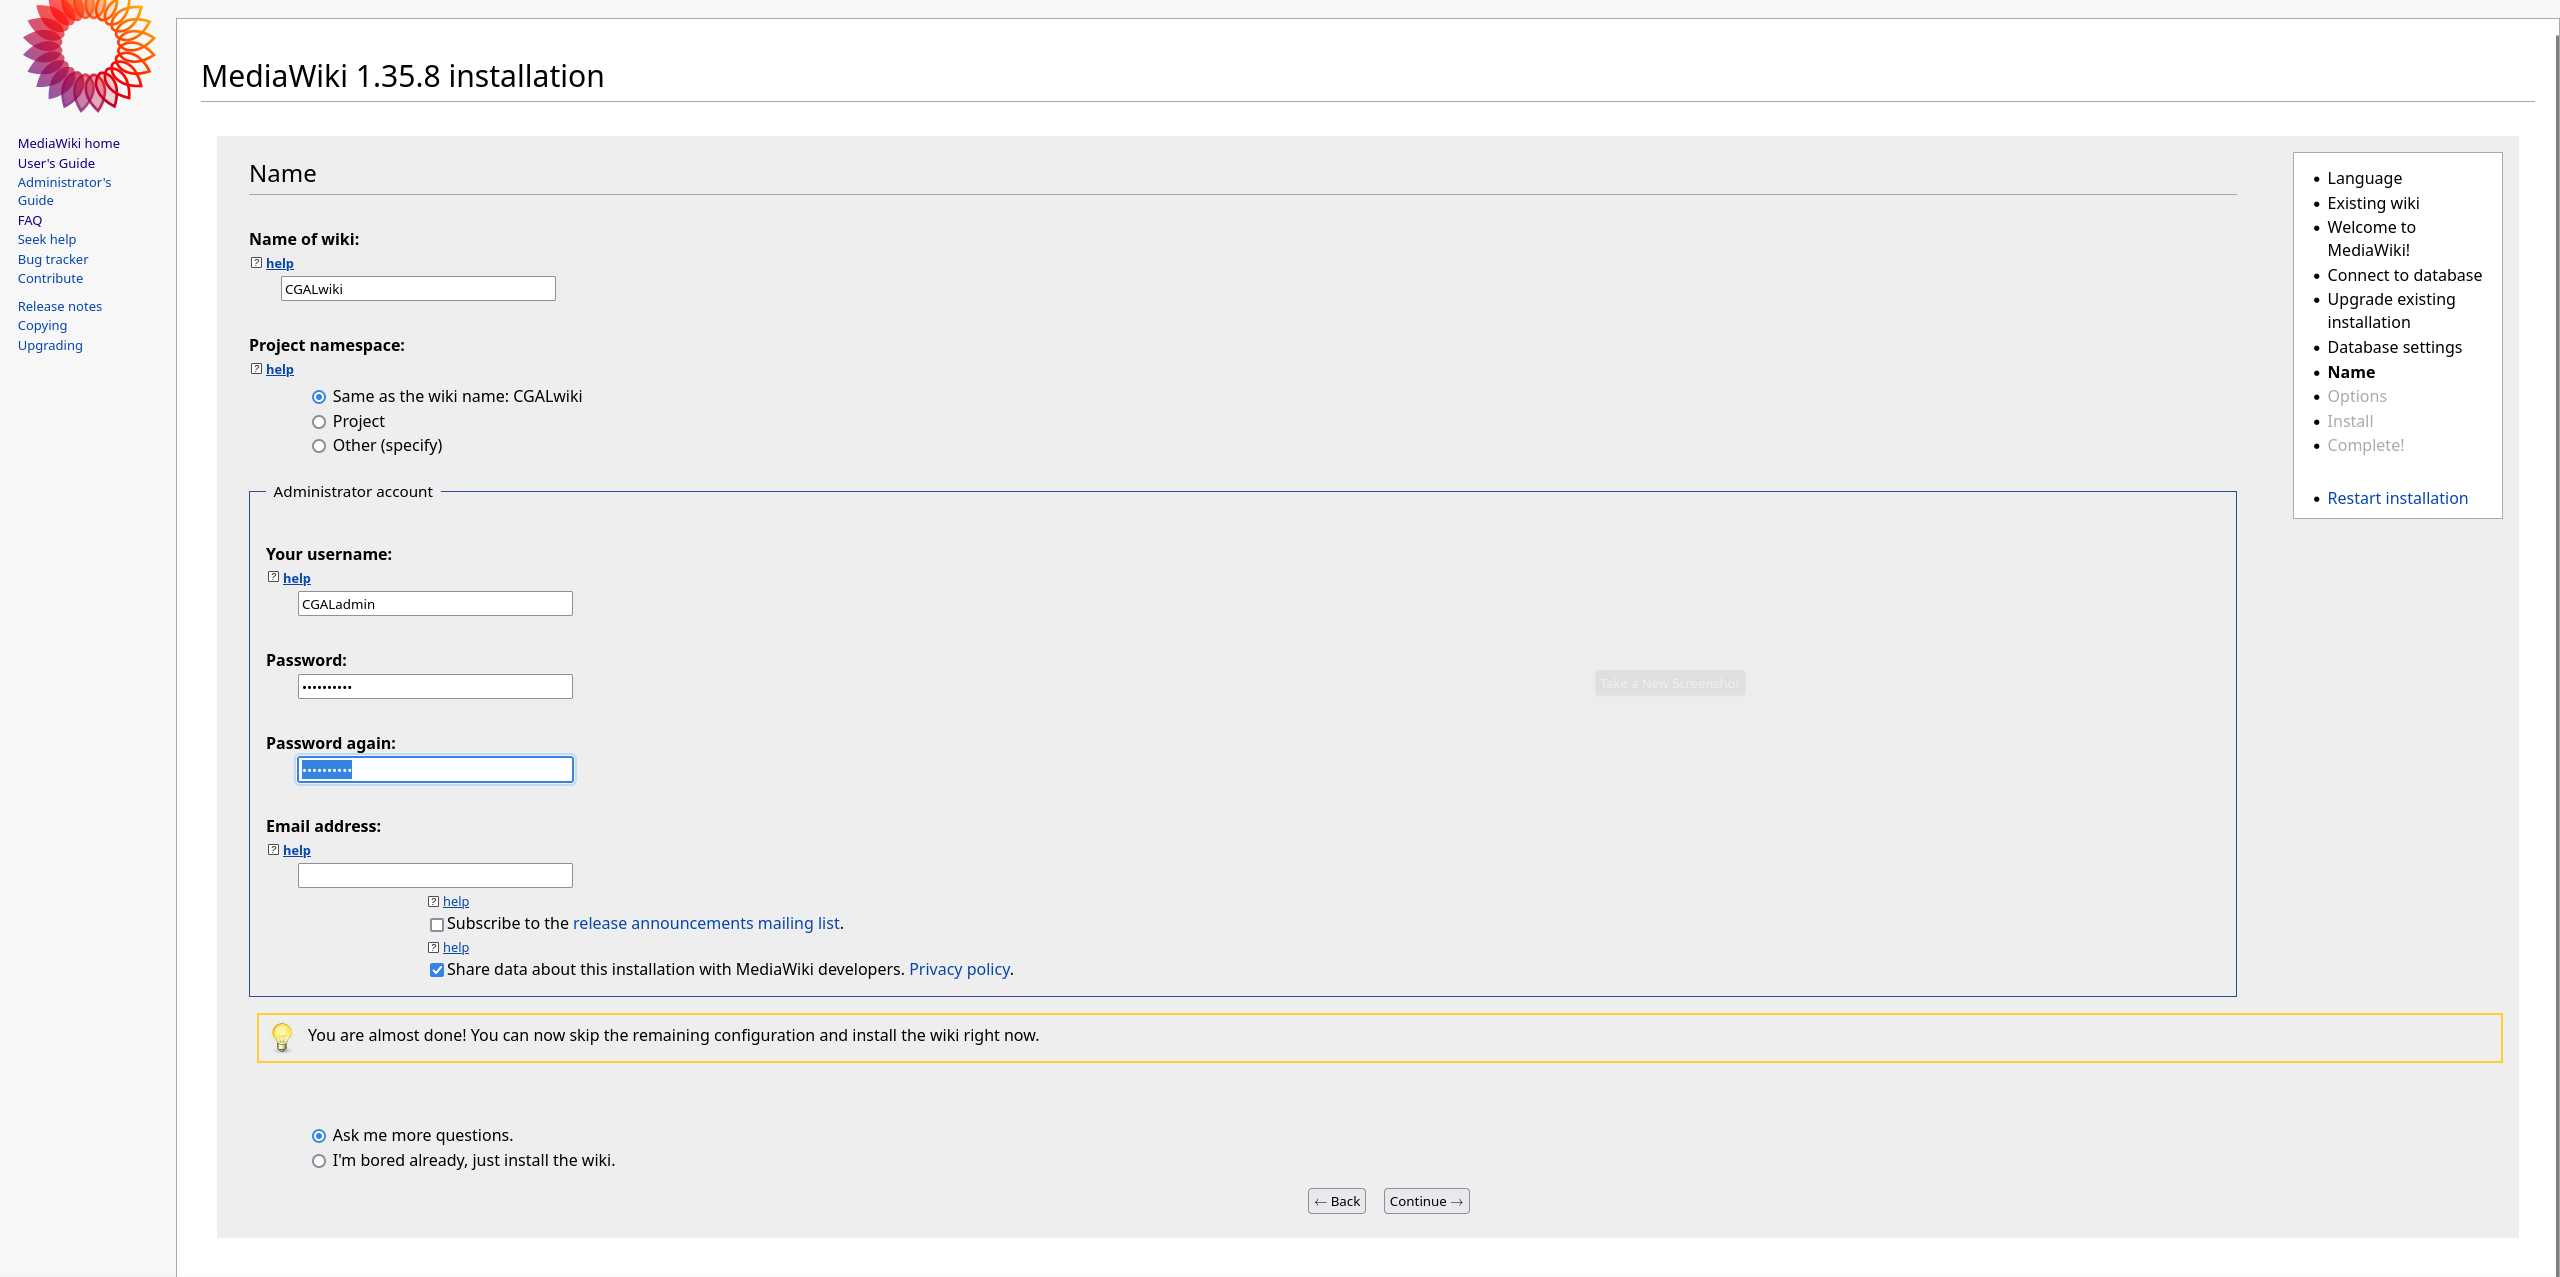 MediaWiki 1.35.8 installation
MediaWiki home
User's Guide
Administrator's
Guide
FAQ
Seek help
Bug tracker
Contribute
Release notes
Copying
Upgrading
Name
Name of wiki:
help
CGALwiki
Project namespace:
help
Same as the wiki name: CGALwiki
Project
Other (specify)
Administrator account
Your username:
help
CGALadmin
Password:
••••••••••
Password again:
••••••••••
Email address:
help
help
Subscribe to the release announcements mailing list.
help
Share data about this installation with MediaWiki developers. Privacy policy.
Take a New Screenshot
You are almost done! You can now skip the remaining configuration and install the wiki right now.
Ask me more questions.
I'm bored already, just install the wiki.
← Back
Continue →
Language
Existing wiki
Welcome to
MediaWiki!
Connect to database
Upgrade existing
installation
Database settings
Name
Options
Install
Complete!
Restart installation